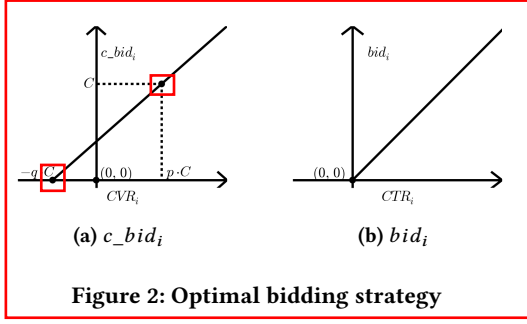 c_bid_i
bid_i
C
−q C
(0, 0)
p·C
(0, 0)
CVR_i
CTR_i
(a) c_bid_i
(b) bid_i
Figure 2: Optimal bidding strategy